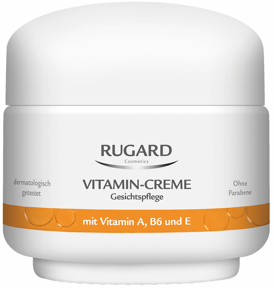 RUGARD
Cosmetics
dermatologisch
getestet
VITAMIN-CREME
Gesichtspflege
Ohne
Parabene
mit Vitamin A, B6 und E